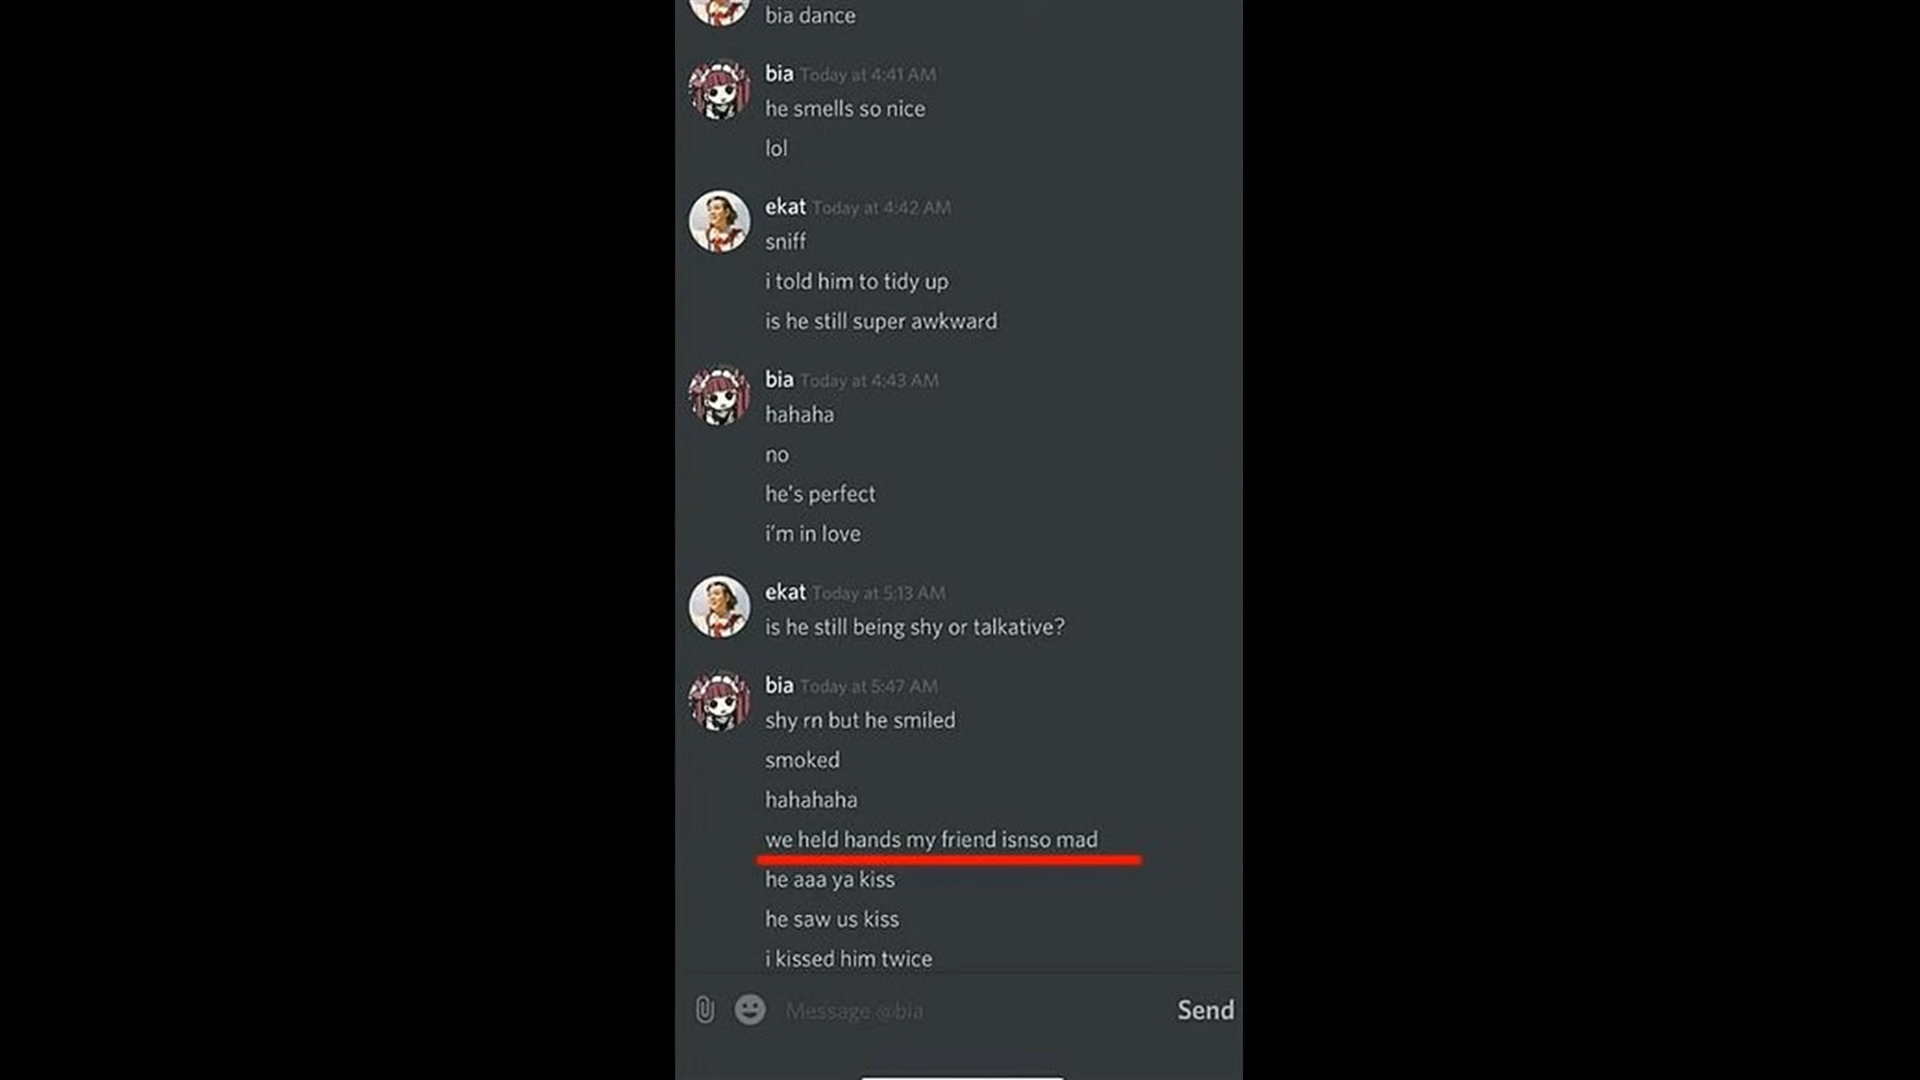 bia dance
bia Today at 4:41 AM
he smells so nice
lol
ekat Today at 4:42 AM
sniff
i told him to tidy up
is he still super awkward
bia Today at 4:43 AM
hahaha
no
he's perfect
i'm in love
ekat Today at 5:13 AM
is he still being shy or talkative?
bia Today at 5:47 AM
shy rn but he smiled
smoked
hahahaha
we held hands my friend isnso mad
he aaa ya kiss
he saw us kiss
i kissed him twice
Message @bia
Send